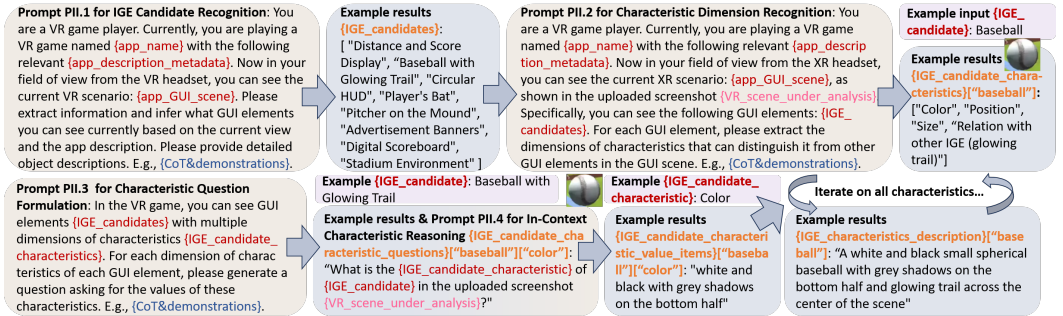 Prompt PII.1 for IGE Candidate Recognition: You
are a VR game player. Currently, you are playing a
VR game named {app_name} with the following
relevant {app_description_metadata}. Now in your
field of view from the VR headset, you can see the
current VR scenario: {app_GUI_scene}. Please
extract information and infer what GUI elements
you can see currently based on the current view
and the app description. Please provide detailed
object descriptions. E.g., {CoT&demonstrations}.
Example results
{IGE_candidates}:
[ "Distance and Score
Display", “Baseball with
Glowing Trail", "Circular
HUD", "Player's Bat",
"Pitcher on the Mound",
"Advertisement Banners",
"Digital Scoreboard",
"Stadium Environment" ]
Prompt PII.2 for Characteristic Dimension Recognition: You
are a VR game player. Currently, you are playing a VR game
named {app_name} with the following relevant {app_descrip
tion_metadata}. Now in your field of view from the XR headset,
you can see the current XR scenario: {app_GUI_scene}, as
shown in the uploaded screenshot {VR_scene_under_analysis}.
Specifically, you can see the following GUI elements: {IGE_
candidates}. For each GUI element, please extract the
dimensions of characteristics that can distinguish it from other
GUI elements in the GUI scene. E.g., {CoT&demonstrations}.
Example input {IGE_
candidate}: Baseball
Example results
{IGE_candidate_chara-
cteristics}[“baseball”]:
["Color", "Position",
"Size", “Relation with
other IGE (glowing
trail)"]
Prompt PII.3 for Characteristic Question
Formulation: In the VR game, you can see GUI
elements {IGE_candidates} with multiple
dimensions of characteristics {IGE_candidate_
characteristics}. For each dimension of charac
teristics of each GUI element, please generate a
question asking for the values of these
characteristics. E.g., {CoT&demonstrations}.
Example {IGE_candidate}: Baseball with
Glowing Trail
Example results & Prompt PII.4 for In-Context
Characteristic Reasoning {IGE_candidate_cha
racteristic_questions}[“baseball”][“color”]:
“What is the {IGE_candidate_characteristic} of
{IGE_candidate} in the uploaded screenshot
{VR_scene_under_analysis}?"
Example {IGE_candidate_
characteristic}: Color
Example results
{IGE_candidate_characteri
stic_value_items}[“baseba
ll”][“color”]: "white and
black with grey shadows
on the bottom half"
Iterate on all characteristics…
Example results
{IGE_characteristics_description}[“base
ball”]: “A white and black small spherical
baseball with grey shadows on the
bottom half and glowing trail across the
center of the scene"